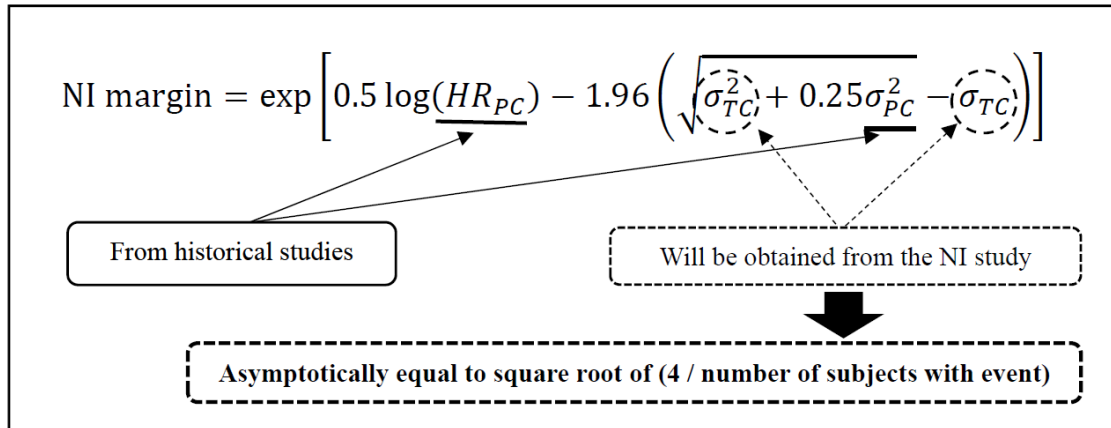 NI margin = exp[0.5 log(HR_PC) − 1.96 (√(σ²_TC + 0.25σ²_PC) − σ_TC)]
From historical studies
Will be obtained from the NI study
Asymptotically equal to square root of (4 / number of subjects with event)